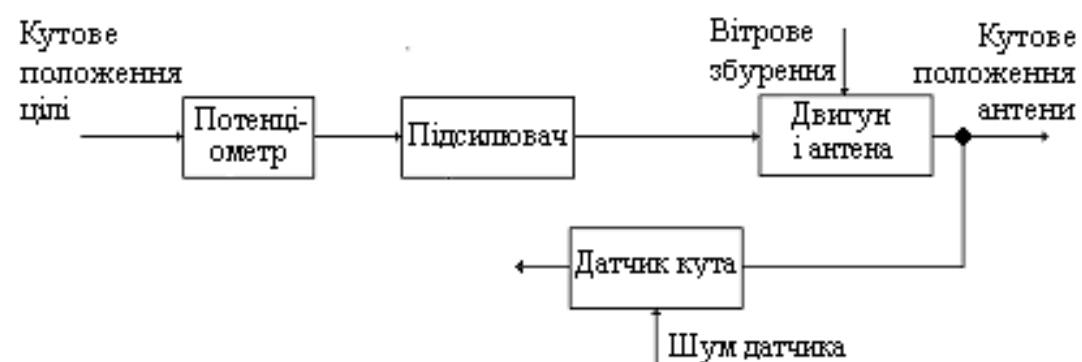 Кутове
положення
цілі
Потенці-
ометр
Підсилювач
Вітрове
збурення
Двигун
і антена
Кутове
положення
антени
Датчик кута
Шум датчика